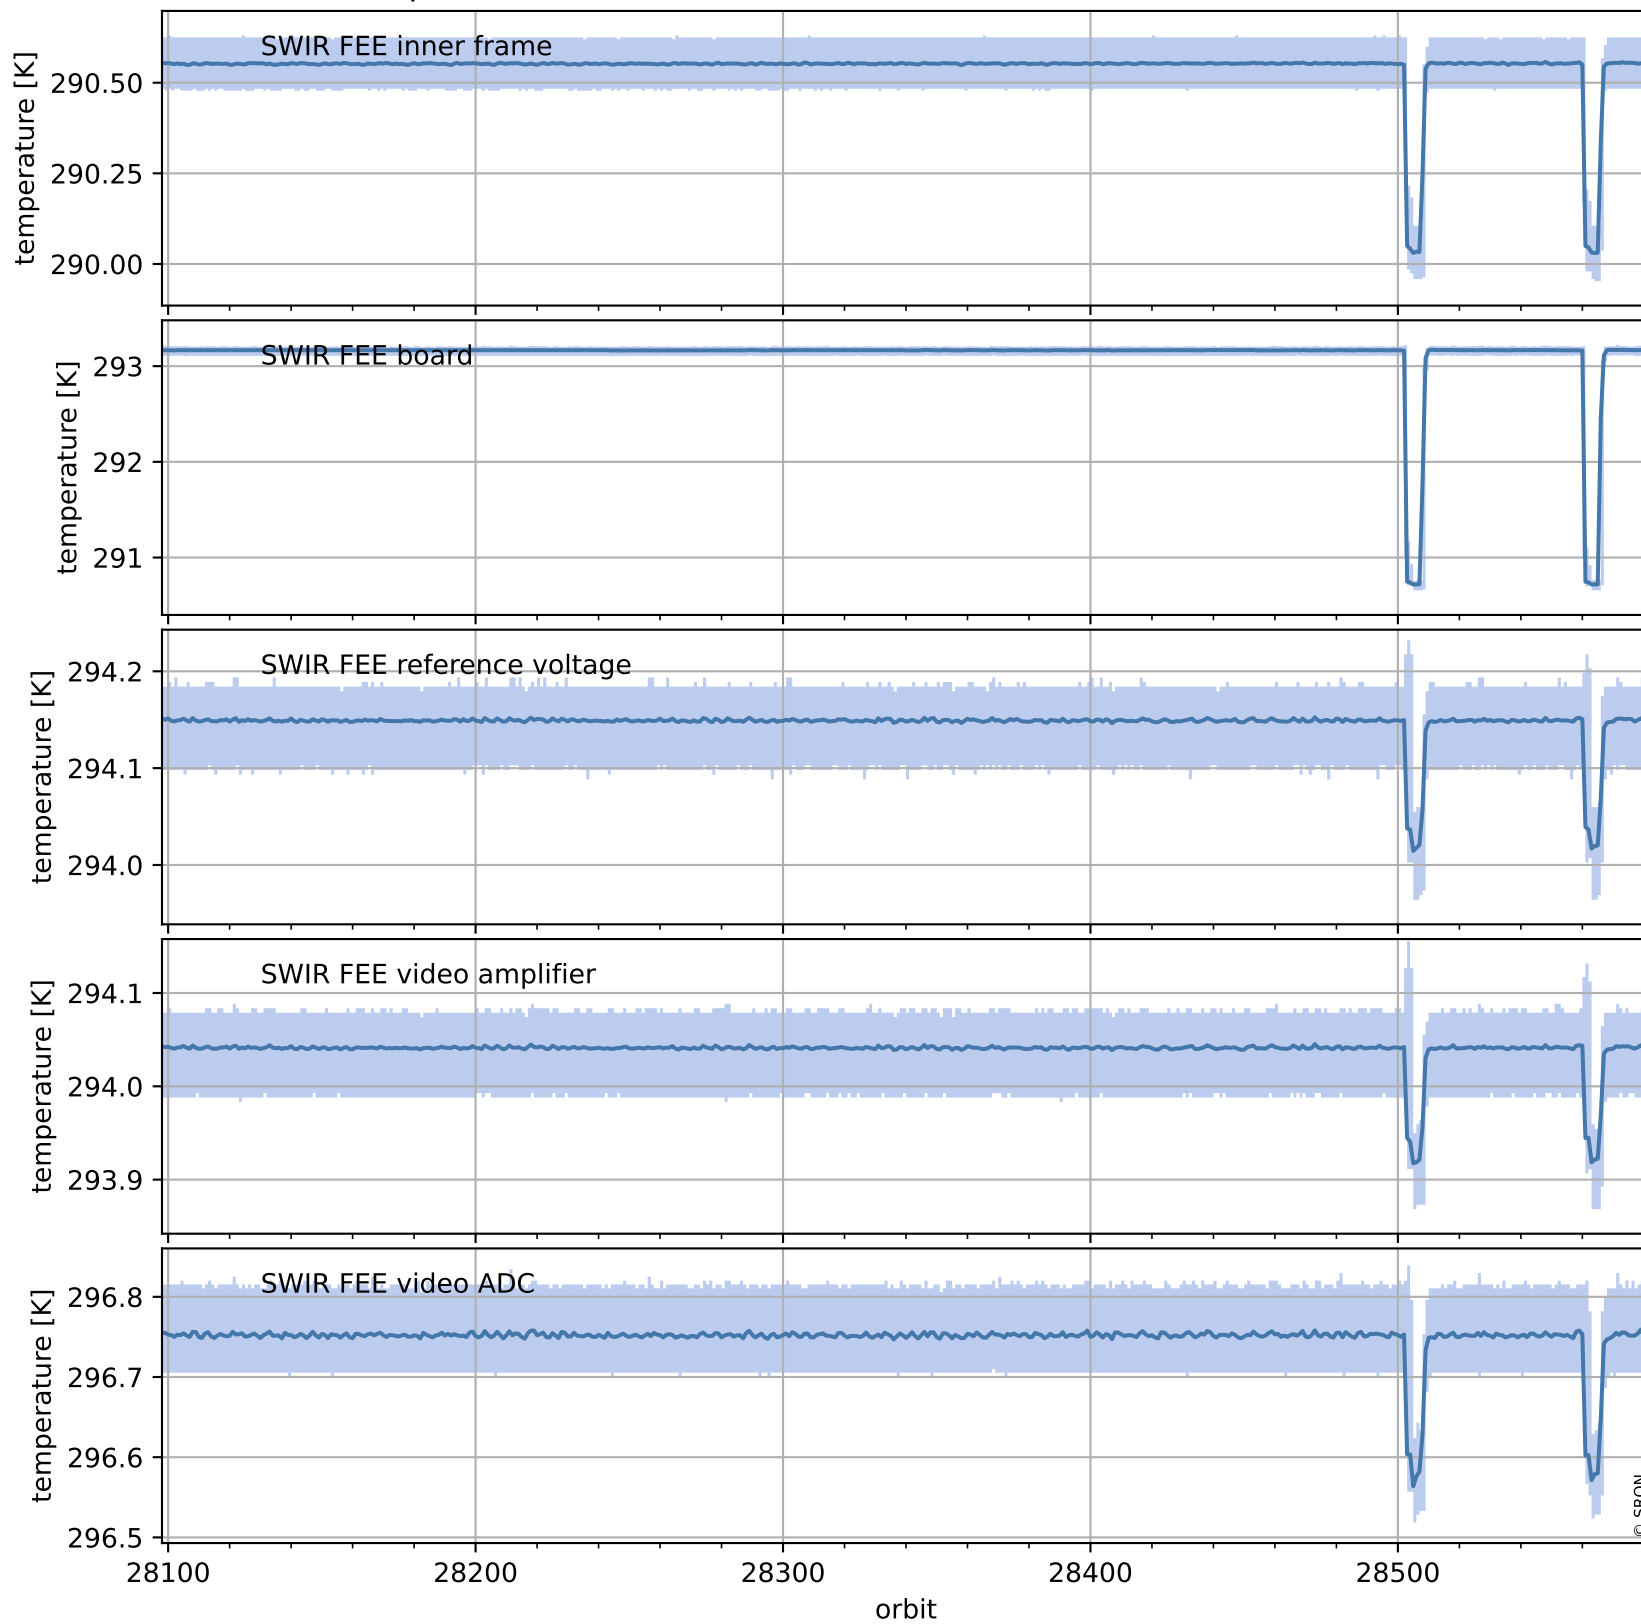 SWIR FEE inner frame
temperature [K]
290.50
290.25
290.00
SWIR FEE board
temperature [K]
293
292
291
SWIR FEE reference voltage
temperature [K]
294.2
294.1
294.0
SWIR FEE video amplifier
temperature [K]
294.1
294.0
293.9
SWIR FEE video ADC
temperature [K]
296.8
296.7
296.6
296.5
28100 28200 28300 28400 28500
orbit
© SRON